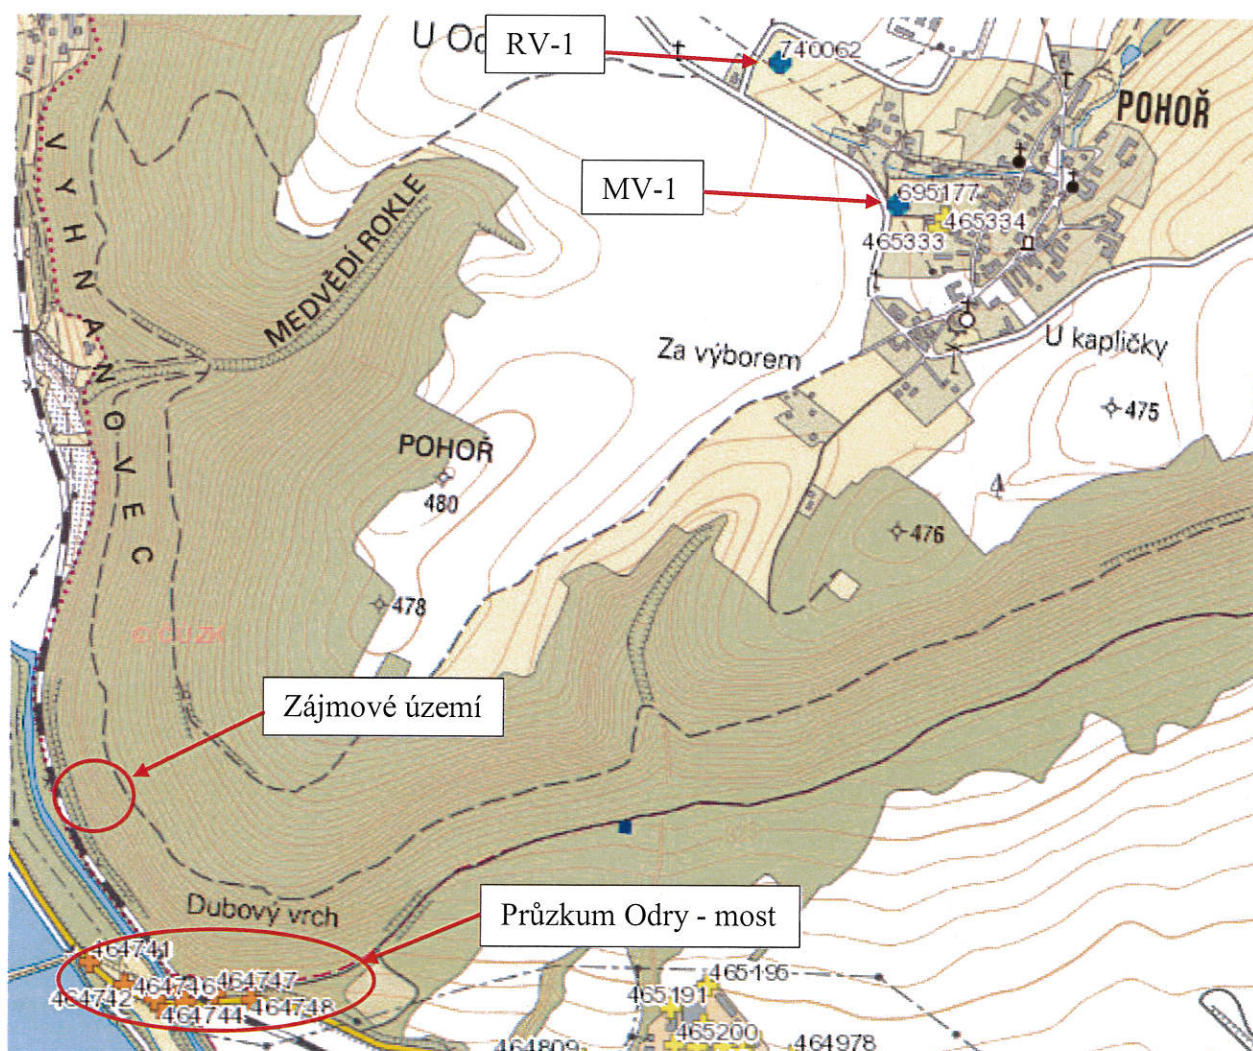 U Od
RV-1
740062
POHOŘ
MV-1
695177
465334
465333
VYHNANOVEC
MEDVĚDÍ ROKLE
Za výborem
U kapličky
475
POHOŘ
480
4
476
478
© ČÚZK
Zájmové území
Dubový vrch
Průzkum Odry - most
464741
464742
464747
464748
464744
465195
465191
465200
464809
464978